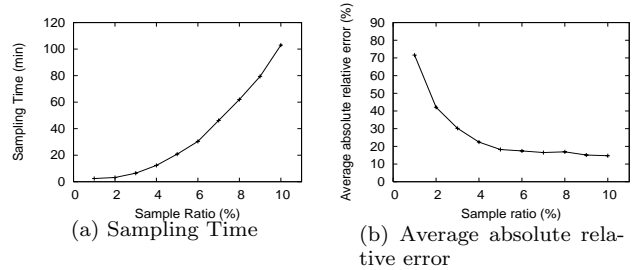 120
100
80
60
40
20
0
0 2 4 6 8 10
Sampling Time (min)
Sample Ratio (%)
(a) Sampling Time
90
80
70
60
50
40
30
20
10
0
0 2 4 6 8 10
Average absolute relative error (%)
Sample ratio (%)
(b) Average absolute rela-
tive error